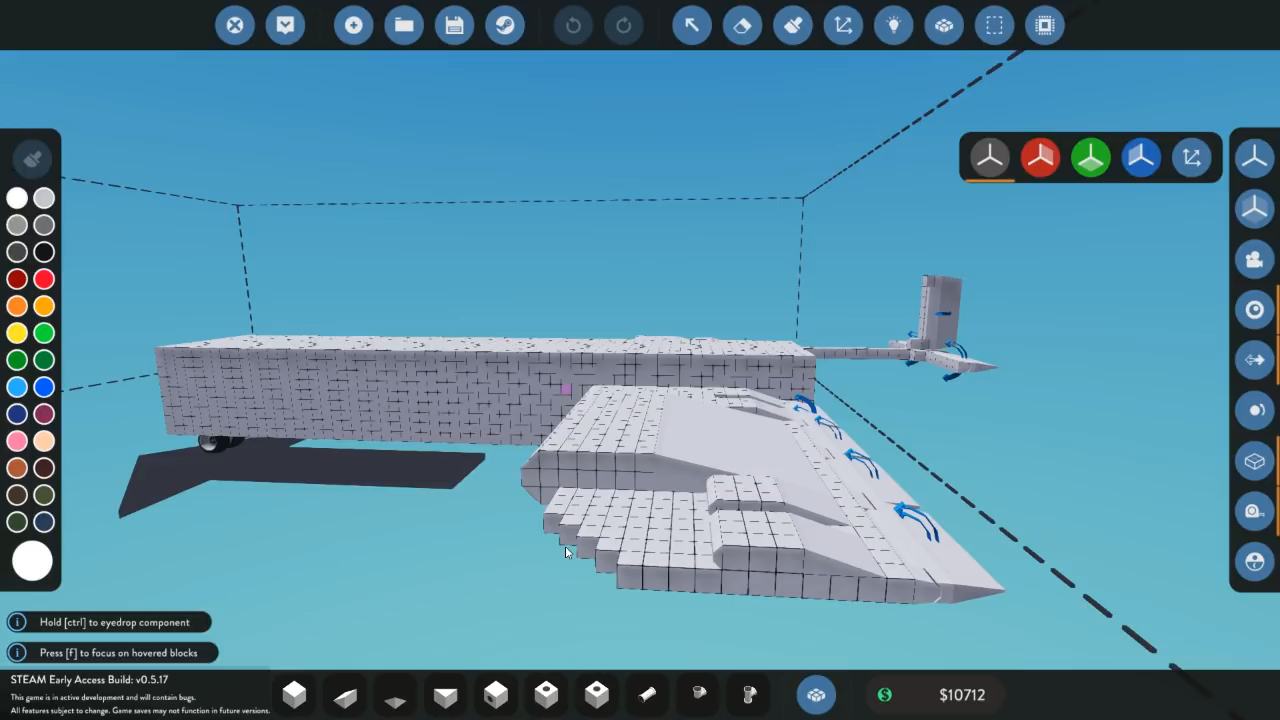 Hold [ctrl] to eyedrop component
Press [f] to focus on hovered blocks
STEAM Early Access Build: v0.5.17
This game is in active development and will contain bugs.
All features subject to change. Game saves may not function in future versions.
$10712